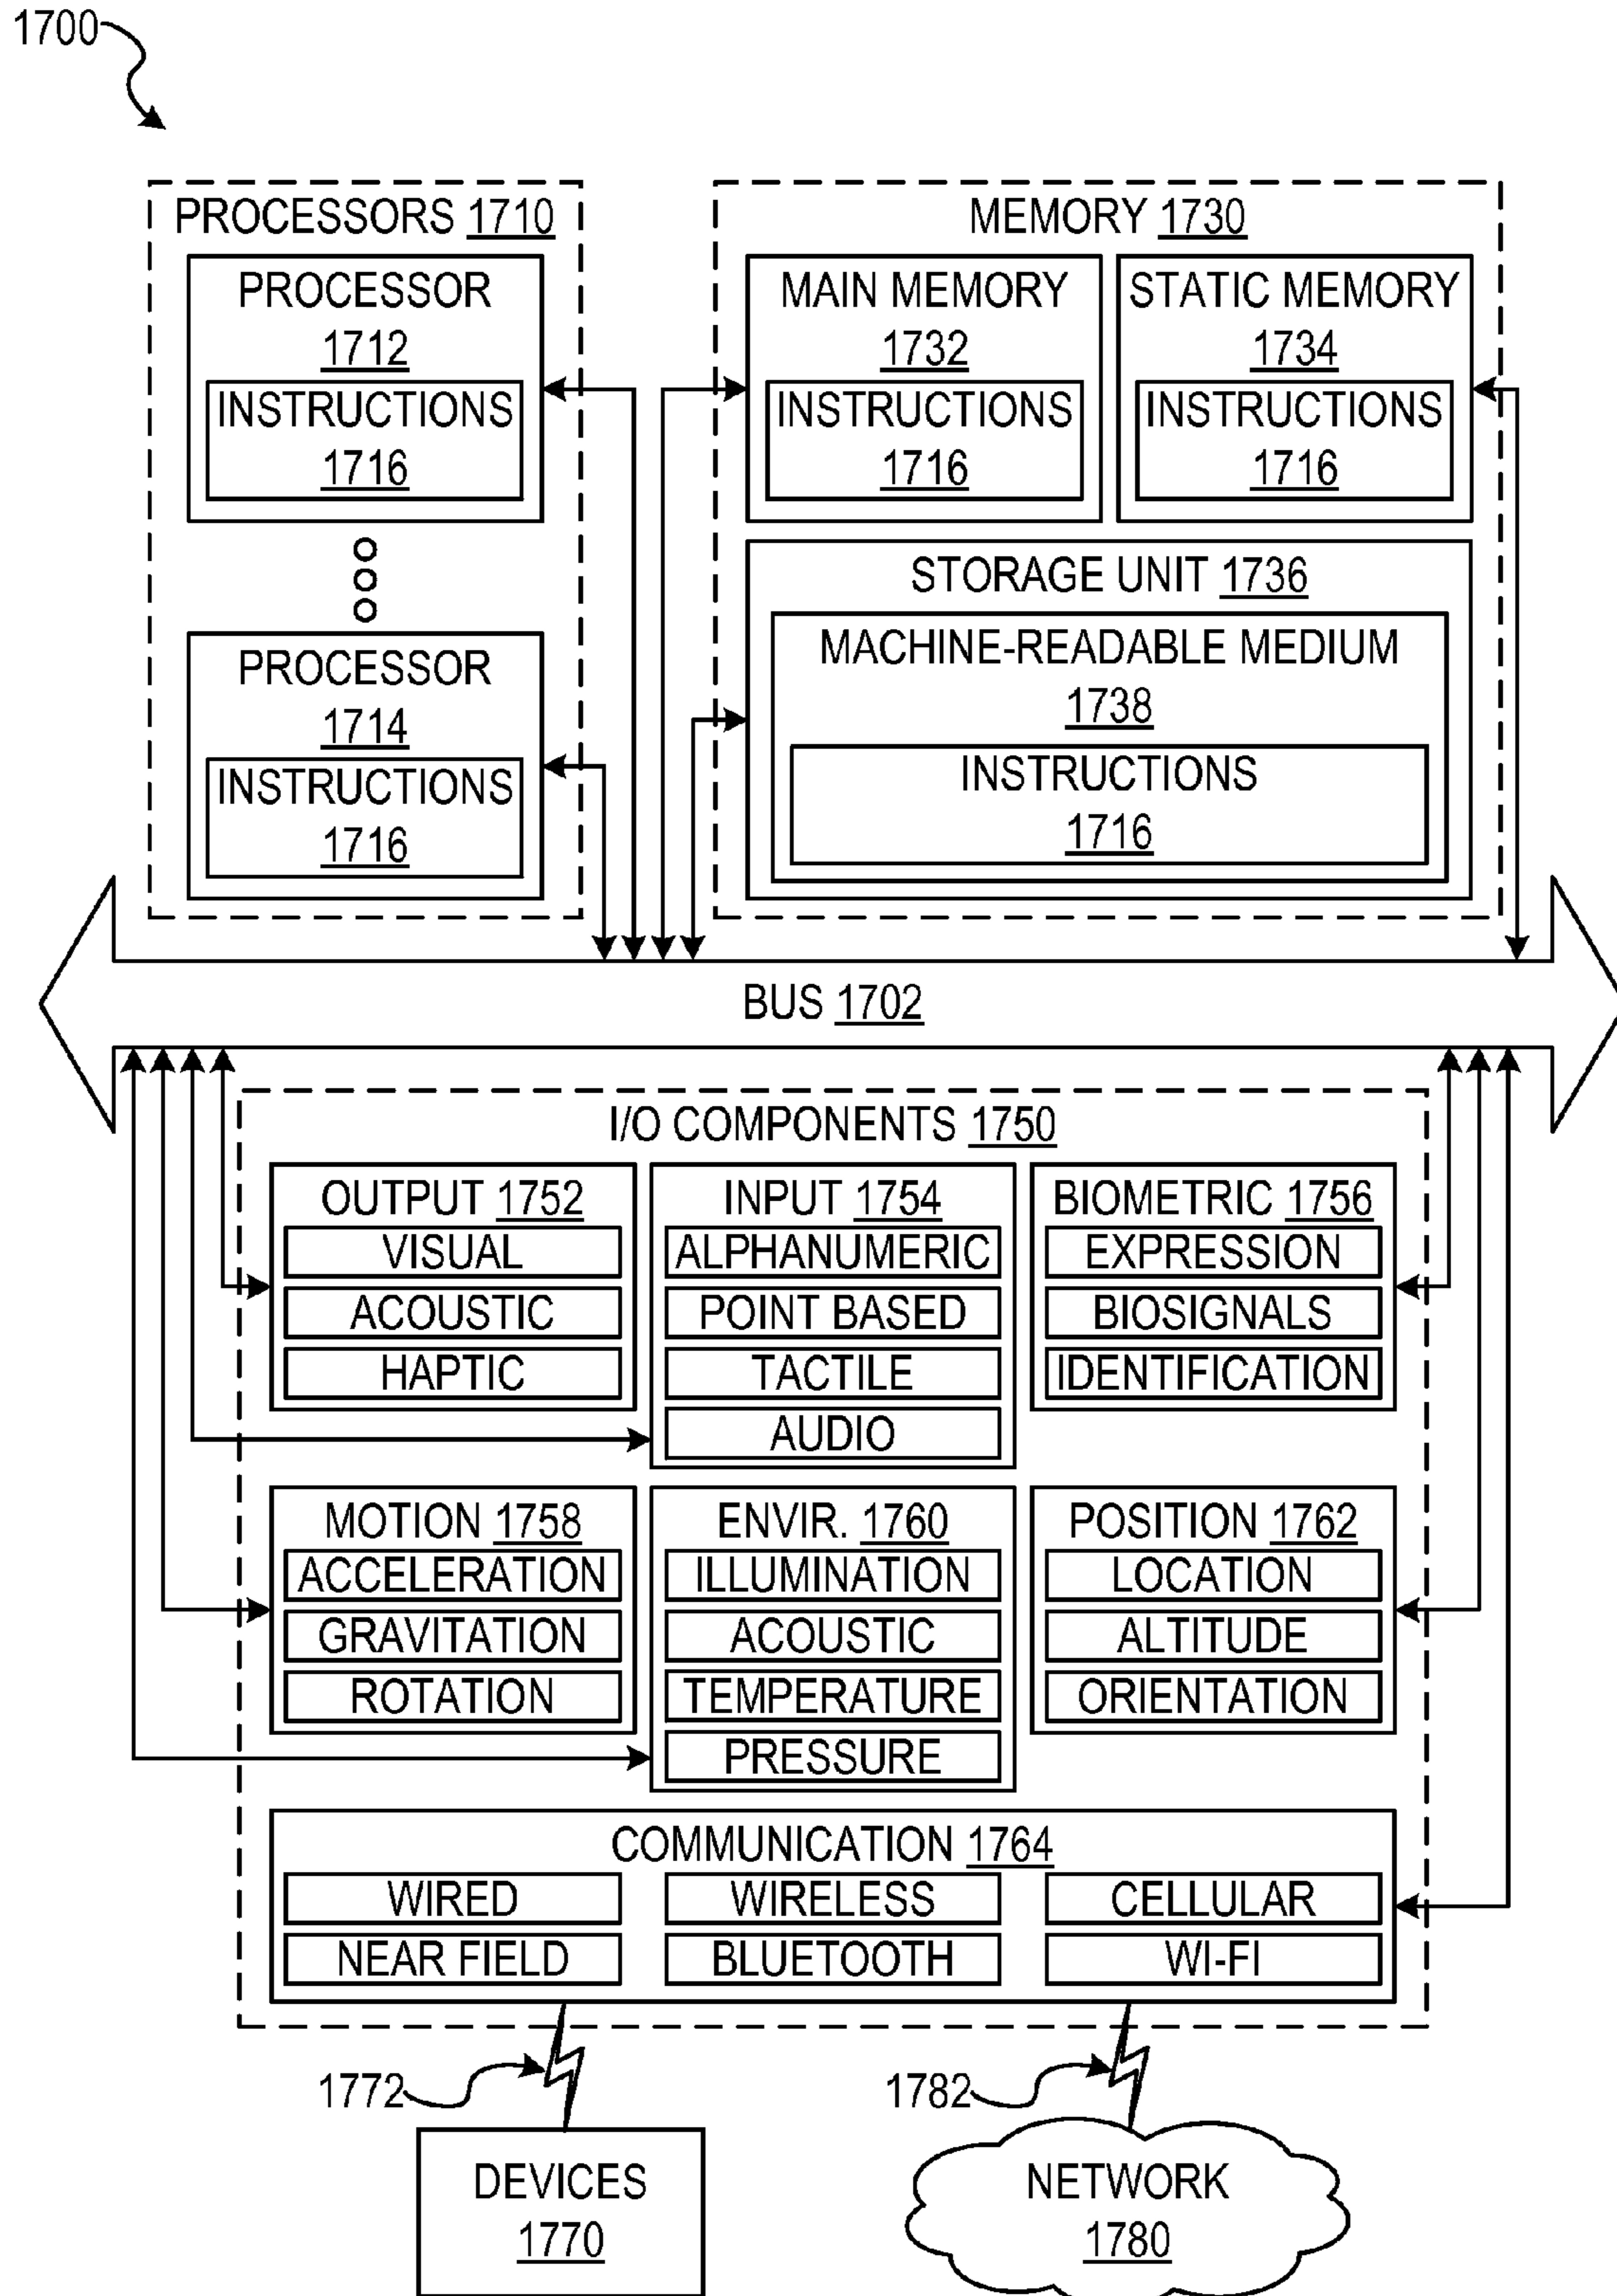 1700
PROCESSORS 1710
PROCESSOR
1712
INSTRUCTIONS
1716
PROCESSOR
1714
INSTRUCTIONS
1716
MEMORY 1730
MAIN MEMORY
1732
INSTRUCTIONS
1716
STATIC MEMORY
1734
INSTRUCTIONS
1716
STORAGE UNIT 1736
MACHINE-READABLE MEDIUM
1738
INSTRUCTIONS
1716
BUS 1702
I/O COMPONENTS 1750
OUTPUT 1752
VISUAL
ACOUSTIC
HAPTIC
INPUT 1754
ALPHANUMERIC
POINT BASED
TACTILE
AUDIO
BIOMETRIC 1756
EXPRESSION
BIOSIGNALS
IDENTIFICATION
MOTION 1758
ACCELERATION
GRAVITATION
ROTATION
ENVIR. 1760
ILLUMINATION
ACOUSTIC
TEMPERATURE
PRESSURE
POSITION 1762
LOCATION
ALTITUDE
ORIENTATION
COMMUNICATION 1764
WIRED
WIRELESS
CELLULAR
NEAR FIELD
BLUETOOTH
WI-FI
1772
1782
DEVICES
1770
NETWORK
1780